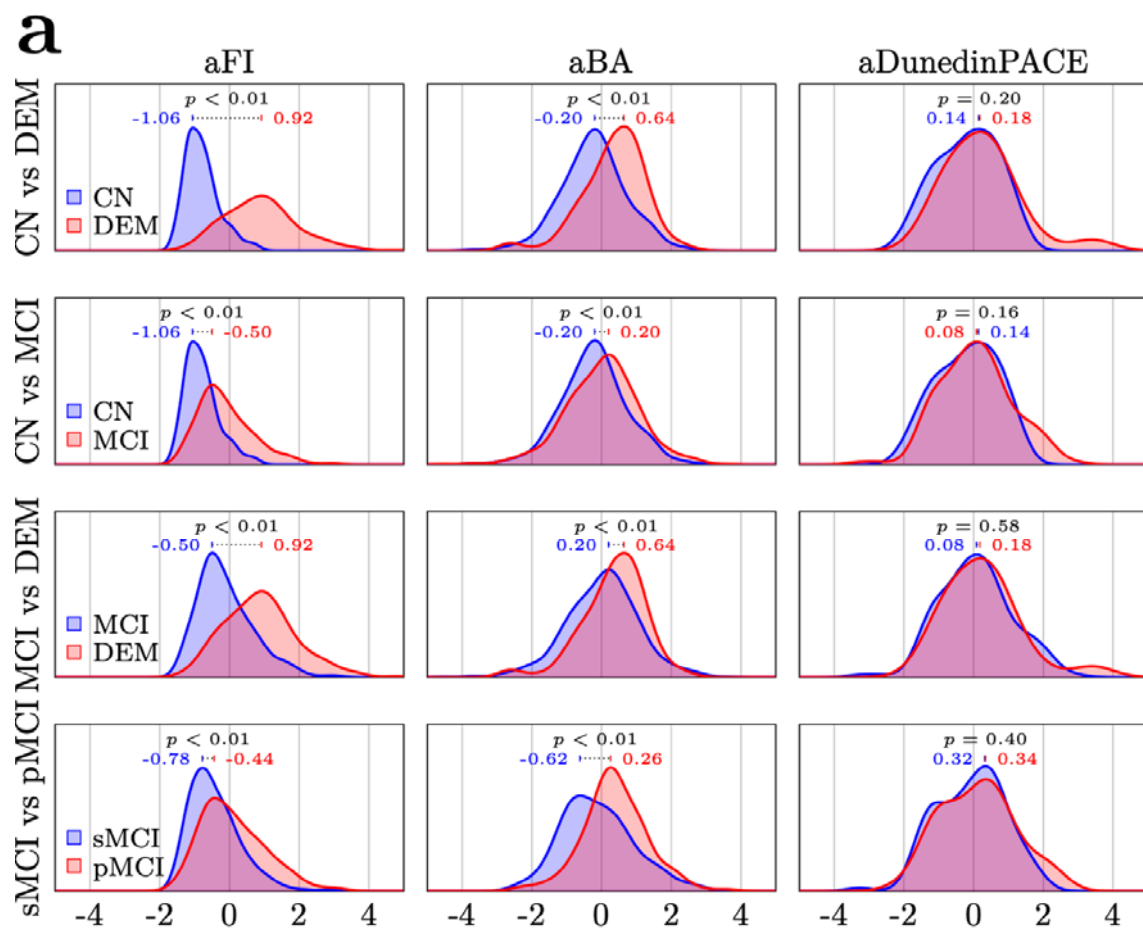 a
aFI aBA aDunedinPACE
CN vs DEM
p < 0.01 p < 0.01 p = 0.20
-1.06 0.92 -0.20 0.64 0.14 0.18
CN
DEM
CN vs MCI
p < 0.01 p < 0.01 p = 0.16
-1.06 -0.50 -0.20 0.20 0.08 0.14
CN
MCI
MCI vs DEM
p < 0.01 p < 0.01 p = 0.58
-0.50 0.92 0.20 0.64 0.08 0.18
MCI
DEM
sMCI vs pMCI
p < 0.01 p < 0.01 p = 0.40
-0.78 -0.44 -0.62 0.26 0.32 0.34
sMCI
pMCI
-4 -2 0 2 4 -4 -2 0 2 4 -4 -2 0 2 4